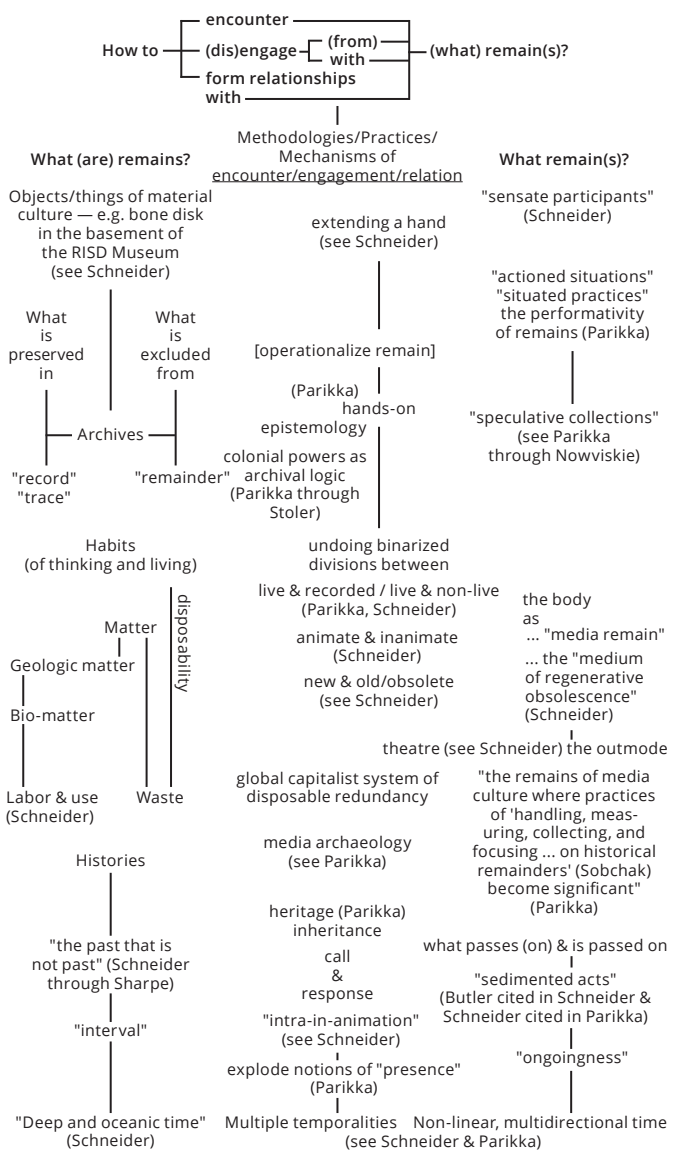 How to
encounter
(dis)engage
(from)
with
form relationships
with
(what) remain(s)?
What (are) remains?
Objects/things of material
culture — e.g. bone disk
in the basement of
the RISD Museum
(see Schneider)
What
is
preserved
in
What
is
excluded
from
Archives
"record"
"trace"
"remainder"
Habits
(of thinking and living)
disposability
Matter
Geologic matter
Bio-matter
Labor & use
(Schneider)
Waste
Histories
"the past that is
not past" (Schneider
through Sharpe)
"interval"
"Deep and oceanic time"
(Schneider)
Methodologies/Practices/
Mechanisms of
encounter/engagement/relation
extending a hand
(see Schneider)
[operationalize remain]
(Parikka)
hands-on
epistemology
colonial powers as
archival logic
(Parikka through
Stoler)
undoing binarized
divisions between
live & recorded / live & non-live
(Parikka, Schneider)
animate & inanimate
(Schneider)
new & old/obsolete
(see Schneider)
global capitalist system of
disposable redundancy
media archaeology
(see Parikka)
heritage (Parikka)
inheritance
call
&
response
"intra-in-animation"
(see Schneider)
explode notions of "presence"
(Parikka)
Multiple temporalities
What remain(s)?
"sensate participants"
(Schneider)
"actioned situations"
"situated practices"
the performativity
of remains (Parikka)
"speculative collections"
(see Parikka
through Nowviskie)
the body
as
... "media remain"
... the "medium
of regenerative
obsolescence"
(Schneider)
theatre (see Schneider) the outmode
"the remains of media
culture where practices
of 'handling, meas-
uring, collecting, and
focusing ... on historical
remainders' (Sobchak)
become significant"
(Parikka)
what passes (on) & is passed on
"sedimented acts"
(Butler cited in Schneider &
Schneider cited in Parikka)
"ongoingness"
Non-linear, multidirectional time
(see Schneider & Parikka)